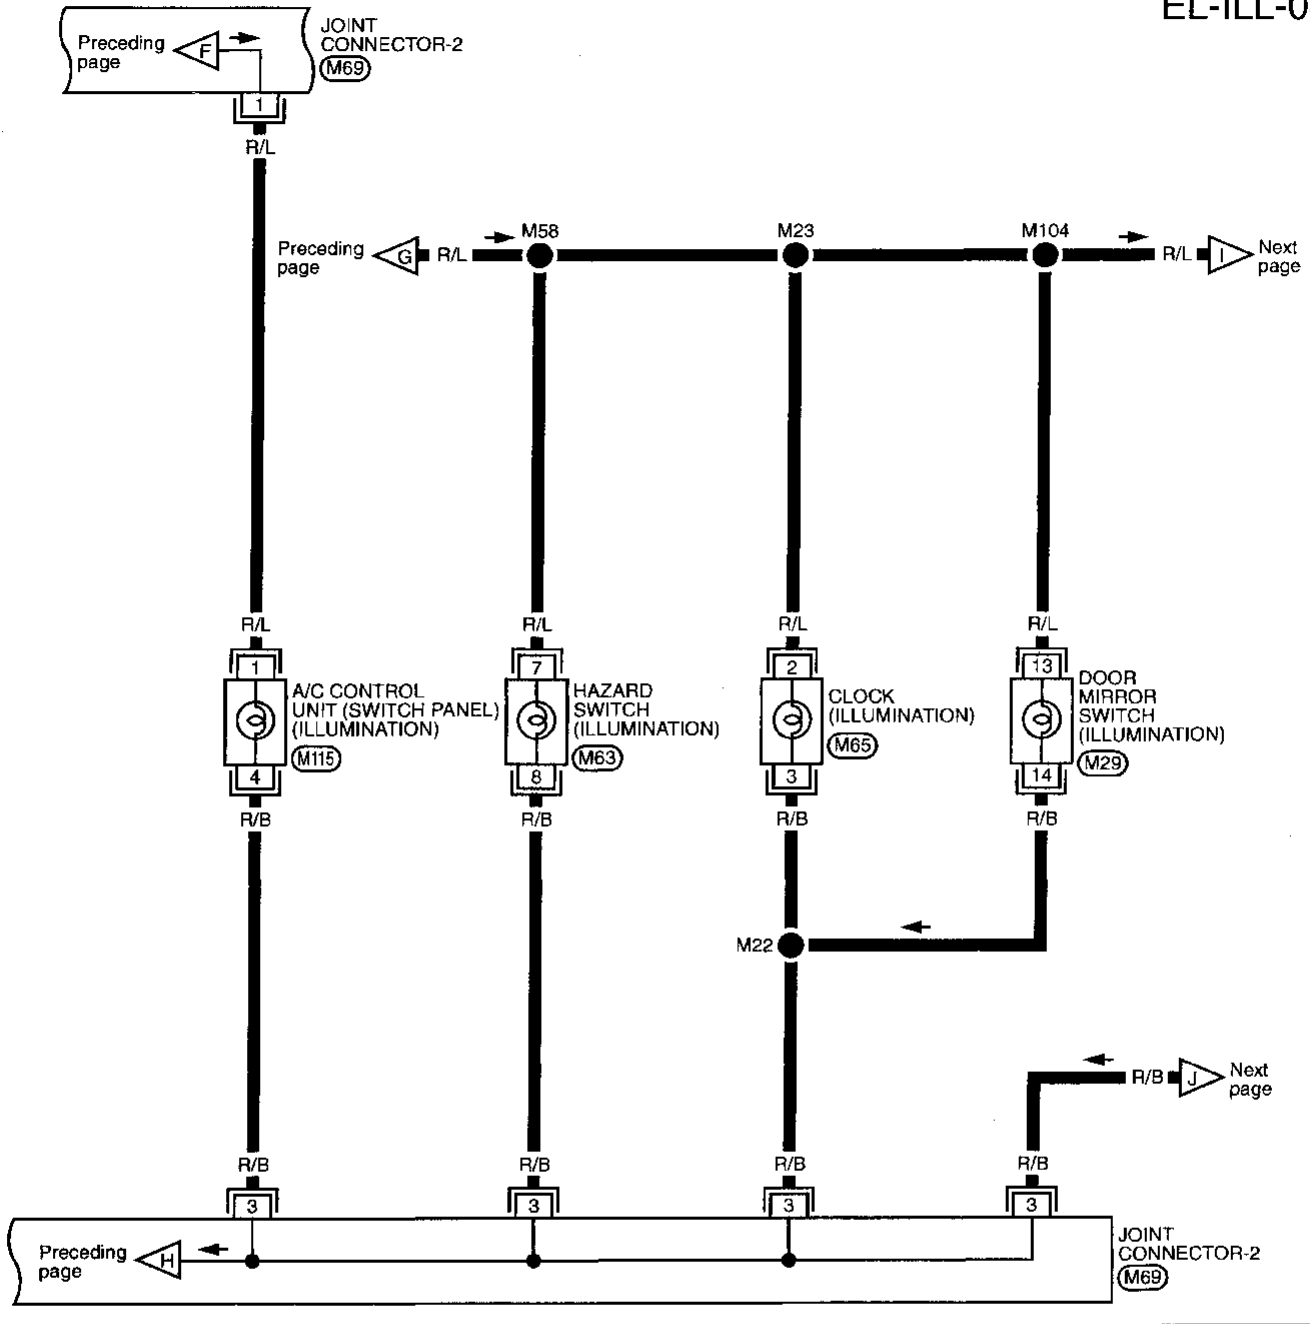 EL-ILL-0
JOINT
CONNECTOR-2
M69
Preceding
page
F
1
R/L
M58
M23
M104
Preceding
page
G
R/L
R/L
I
Next
page
R/L
R/L
R/L
R/L
1
7
2
13
A/C CONTROL
UNIT (SWITCH PANEL)
(ILLUMINATION)
M115
HAZARD
SWITCH
(ILLUMINATION)
M63
CLOCK
(ILLUMINATION)
M65
DOOR
MIRROR
SWITCH
(ILLUMINATION)
M29
4
8
3
14
R/B
R/B
R/B
R/B
M22
R/B
J
Next
page
R/B
R/B
R/B
R/B
3
3
3
3
Preceding
page
H
JOINT
CONNECTOR-2
M69